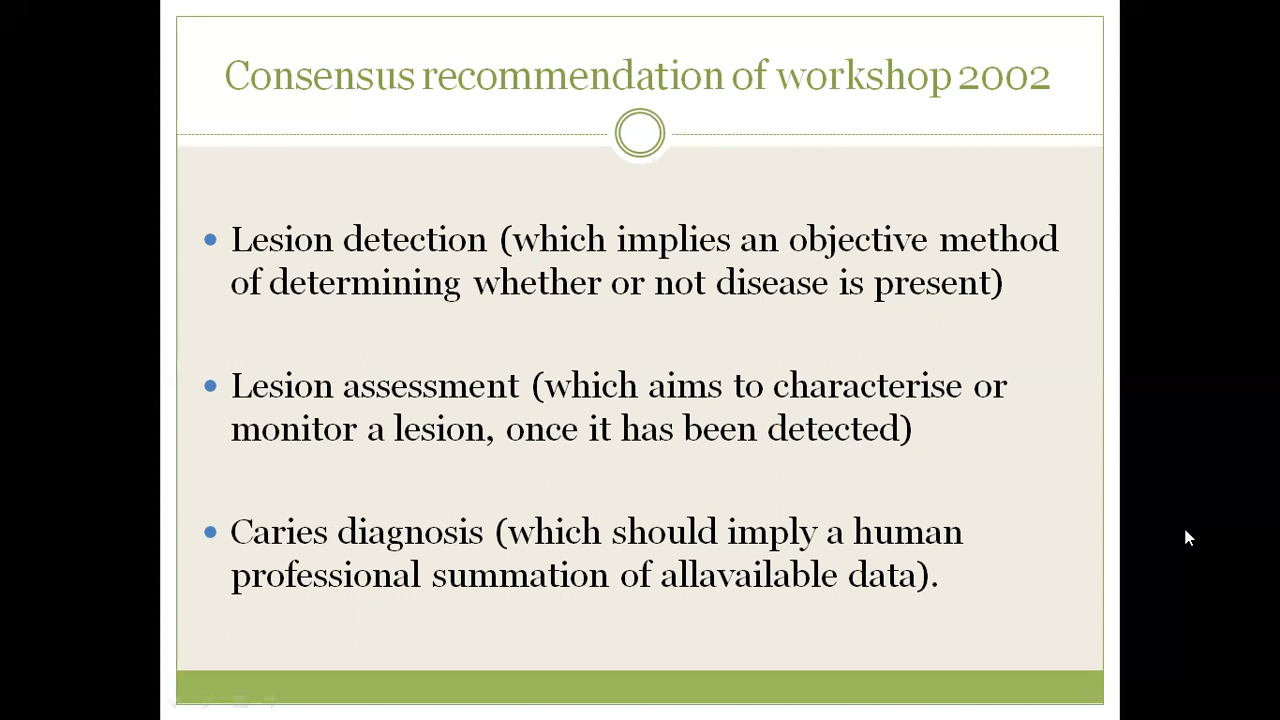 Consensus recommendation of workshop 2002
Lesion detection (which implies an objective method
of determining whether or not disease is present)
Lesion assessment (which aims to characterise or
monitor a lesion, once it has been detected)
Caries diagnosis (which should imply a human
professional summation of allavailable data).